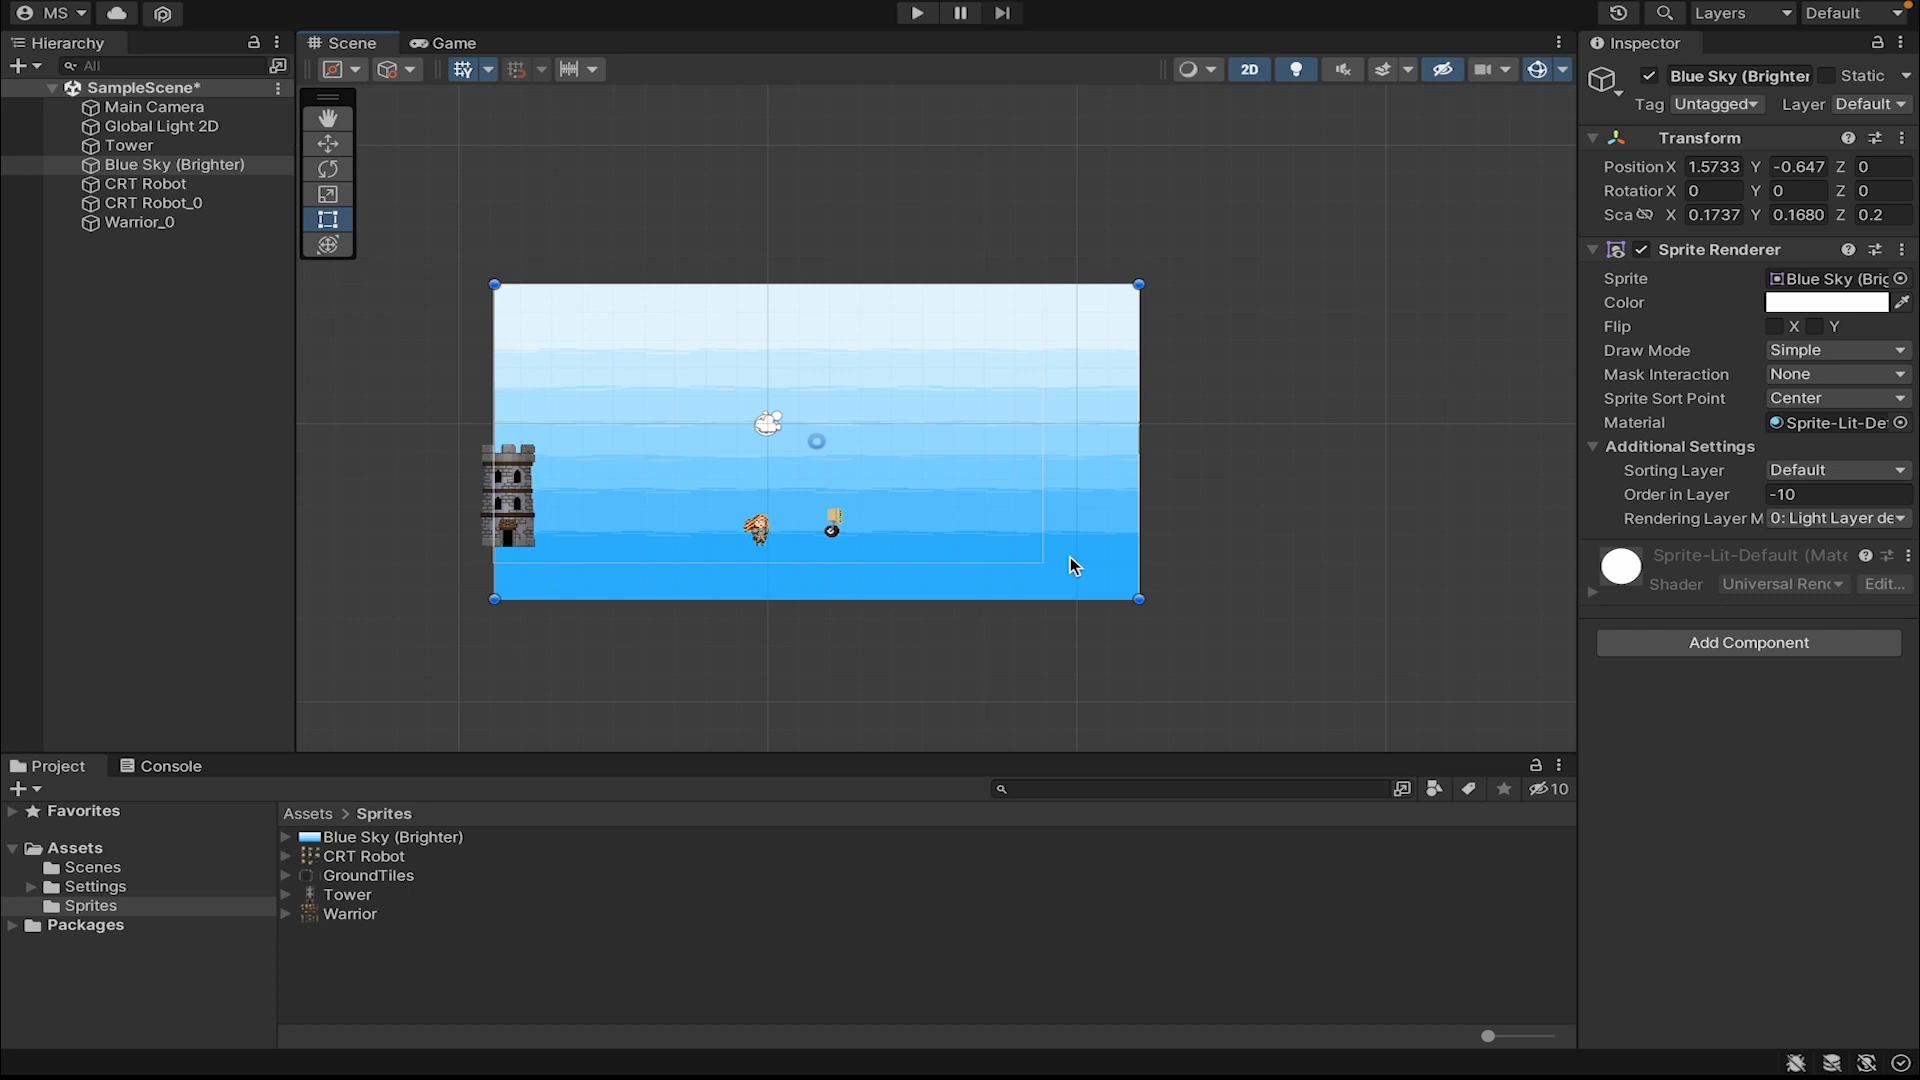 MS
Layers
Default
Hierarchy
All
SampleScene*
Main Camera
Global Light 2D
Tower
Blue Sky (Brighter)
CRT Robot
CRT Robot_0
Warrior_0
Scene
Game
2D
Inspector
Blue Sky (Brighter
Static
Tag Untagged Layer Default
Transform
Position X 1.5733 Y -0.647 Z 0
Rotation X 0 Y 0 Z 0
Sca X 0.1737 Y 0.1680 Z 0.2
Sprite Renderer
Sprite Blue Sky (Brig
Color
Flip X Y
Draw Mode Simple
Mask Interaction None
Sprite Sort Point Center
Material Sprite-Lit-De
Additional Settings
Sorting Layer Default
Order in Layer -10
Rendering Layer M 0: Light Layer de
Sprite-Lit-Default (Mate
Shader Universal Rend Edit...
Add Component
Project
Console
10
Favorites
Assets
Scenes
Settings
Sprites
Packages
Assets > Sprites
Blue Sky (Brighter)
CRT Robot
GroundTiles
Tower
Warrior